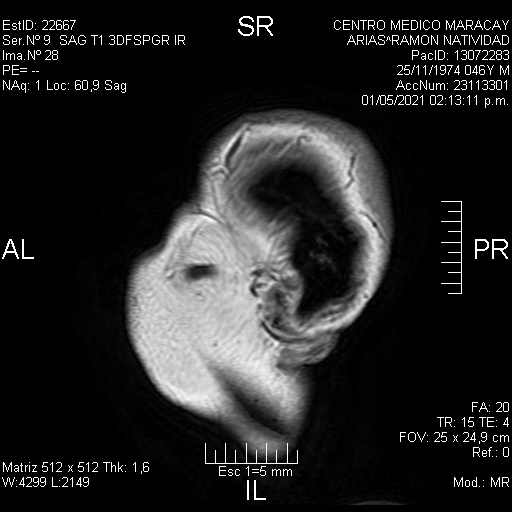 EstID: 22667
Ser.Nº 9 SAG T1 3DFSPGR IR
Ima.Nº 28
PE= --
NAq: 1 Loc: 60,9 Sag
SR
CENTRO MEDICO MARACAY
ARIAS^RAMON NATIVIDAD
PacID: 13072283
25/11/1974 046Y M
AccNum: 23113301
01/05/2021 02:13:11 p.m.
AL
PR
FA: 20
TR: 15 TE: 4
FOV: 25 x 24,9 cm
Ref.: 0
Matriz 512 x 512 Thk: 1,6
W:4299 L:2149
Esc 1=5 mm
IL
Mod.: MR